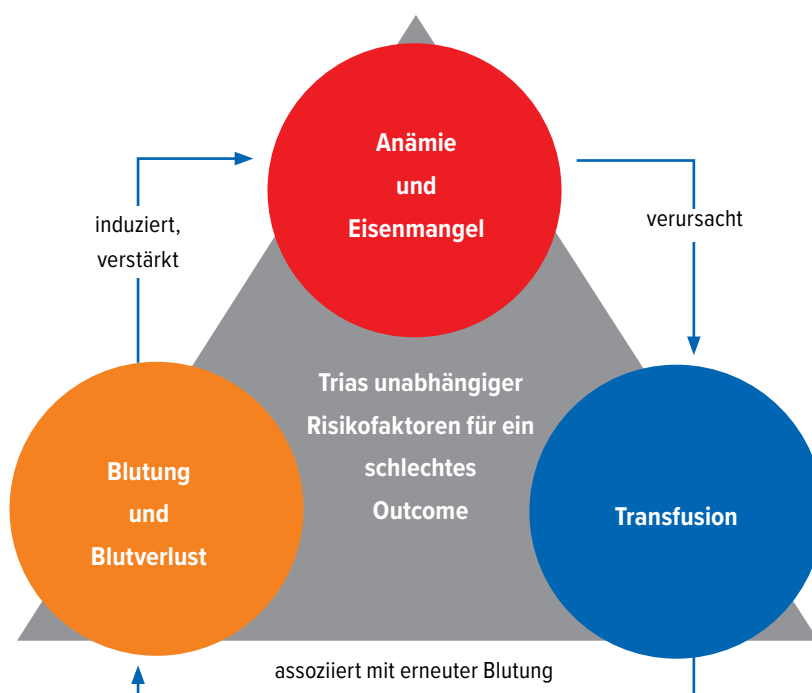 Anämie
und
Eisenmangel
induziert,
verstärkt
verursacht
Trias unabhängiger
Risikofaktoren für ein
schlechtes
Outcome
Blutung
und
Blutverlust
Transfusion
assoziiert mit erneuter Blutung